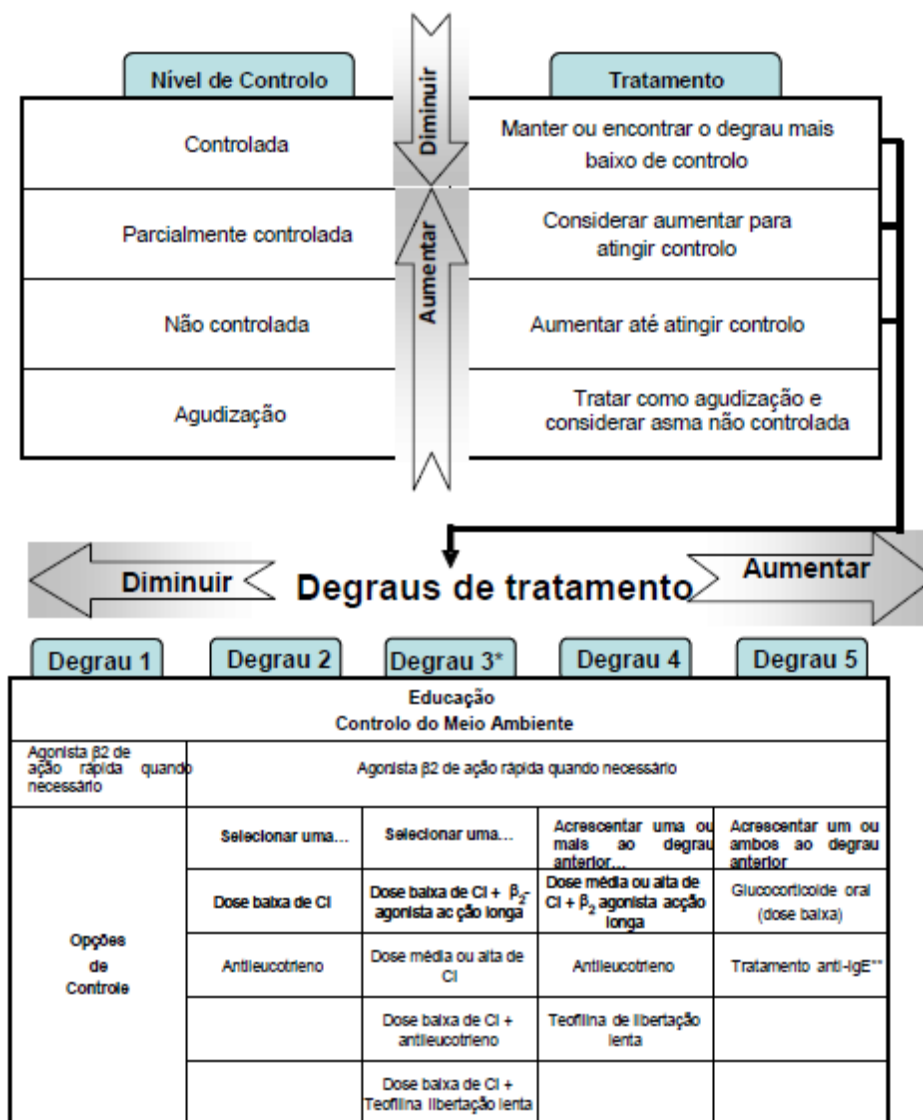 Nível de Controlo
Diminuir
Tratamento
Controlada
Manter ou encontrar o degrau mais
baixo de controlo
Parcialmente controlada
Aumentar
Considerar aumentar para
atingir controlo
Não controlada
Aumentar até atingir controlo
Agudização
Tratar como agudização e
considerar asma não controlada
Diminuir
Degraus de tratamento
Aumentar
Degrau 1
Degrau 2
Degrau 3*
Degrau 4
Degrau 5
Educação
Controlo do Meio Ambiente
Agonista β2 de
ação rápida quando
necessário
Agonista β2 de ação rápida quando necessário
Opções
de
Controle
Selecionar uma...
Selecionar uma...
Acrescentar uma ou
mais ao degrau
anterior...
Acrescentar um ou
ambos ao degrau
anterior
Dose baixa de CI
Dose baixa de CI + β2-
agonista ac ção longa
Dose média ou alta de
CI + β2 agonista acção
longa
Glucocorticoide oral
(dose baixa)
Antileucotrieno
Dose média ou alta de
CI
Antileucotrieno
Tratamento anti-IgE**
Dose baixa de CI +
antileucotrieno
Teofilina de libertação
lenta
Dose baixa de CI +
Teofilina libertação lenta